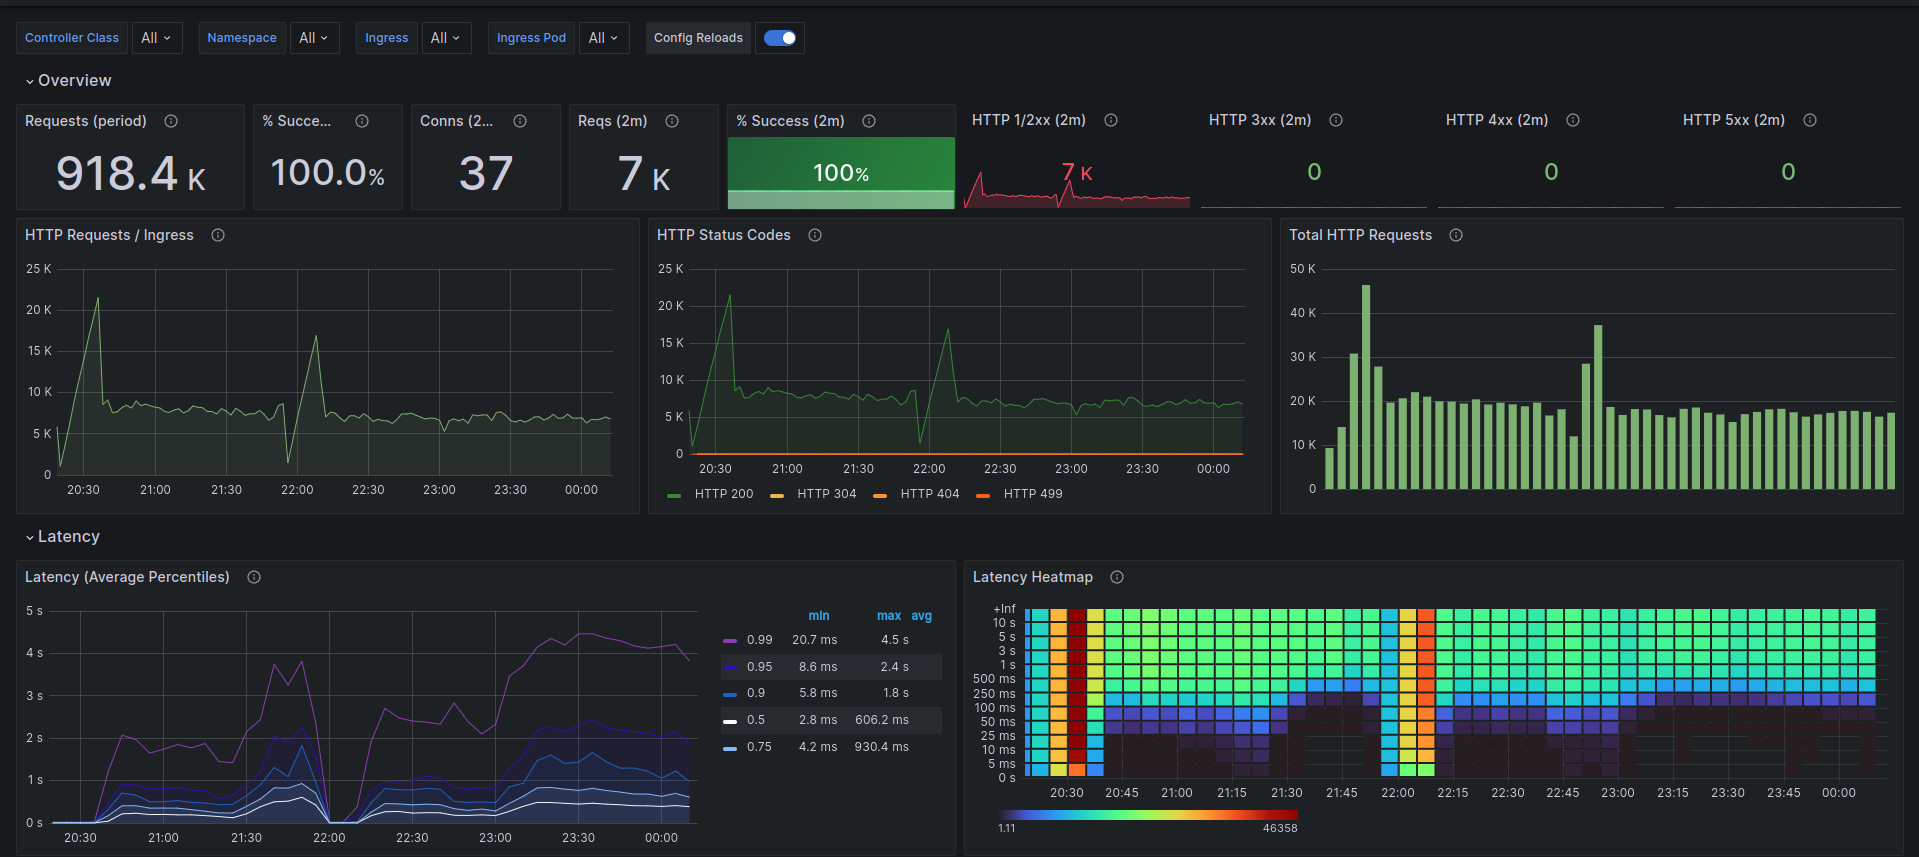 Controller Class All Namespace All Ingress All Ingress Pod All Config Reloads
Overview
Requests (period) % Succe... Conns (2... Reqs (2m) % Success (2m) HTTP 1/2xx (2m) HTTP 3xx (2m) HTTP 4xx (2m) HTTP 5xx (2m)
918.4 K 100.0% 37 7 K 100% 7 K 0 0 0
HTTP Requests / Ingress
25 K
20 K
15 K
10 K
5 K
0
20:30 21:00 21:30 22:00 22:30 23:00 23:30 00:00
HTTP Status Codes
25 K
20 K
15 K
10 K
5 K
0
20:30 21:00 21:30 22:00 22:30 23:00 23:30 00:00
HTTP 200 HTTP 304 HTTP 404 HTTP 499
Total HTTP Requests
50 K
40 K
30 K
20 K
10 K
0
Latency
Latency (Average Percentiles)
5 s
4 s
3 s
2 s
1 s
0 s
20:30 21:00 21:30 22:00 22:30 23:00 23:30 00:00
min max avg
0.99 20.7 ms 4.5 s
0.95 8.6 ms 2.4 s
0.9 5.8 ms 1.8 s
0.5 2.8 ms 606.2 ms
0.75 4.2 ms 930.4 ms
Latency Heatmap
+Inf
10 s
5 s
3 s
1 s
500 ms
250 ms
100 ms
50 ms
25 ms
10 ms
5 ms
0 s
20:30 20:45 21:00 21:15 21:30 21:45 22:00 22:15 22:30 22:45 23:00 23:15 23:30 23:45 00:00
1.11 46358